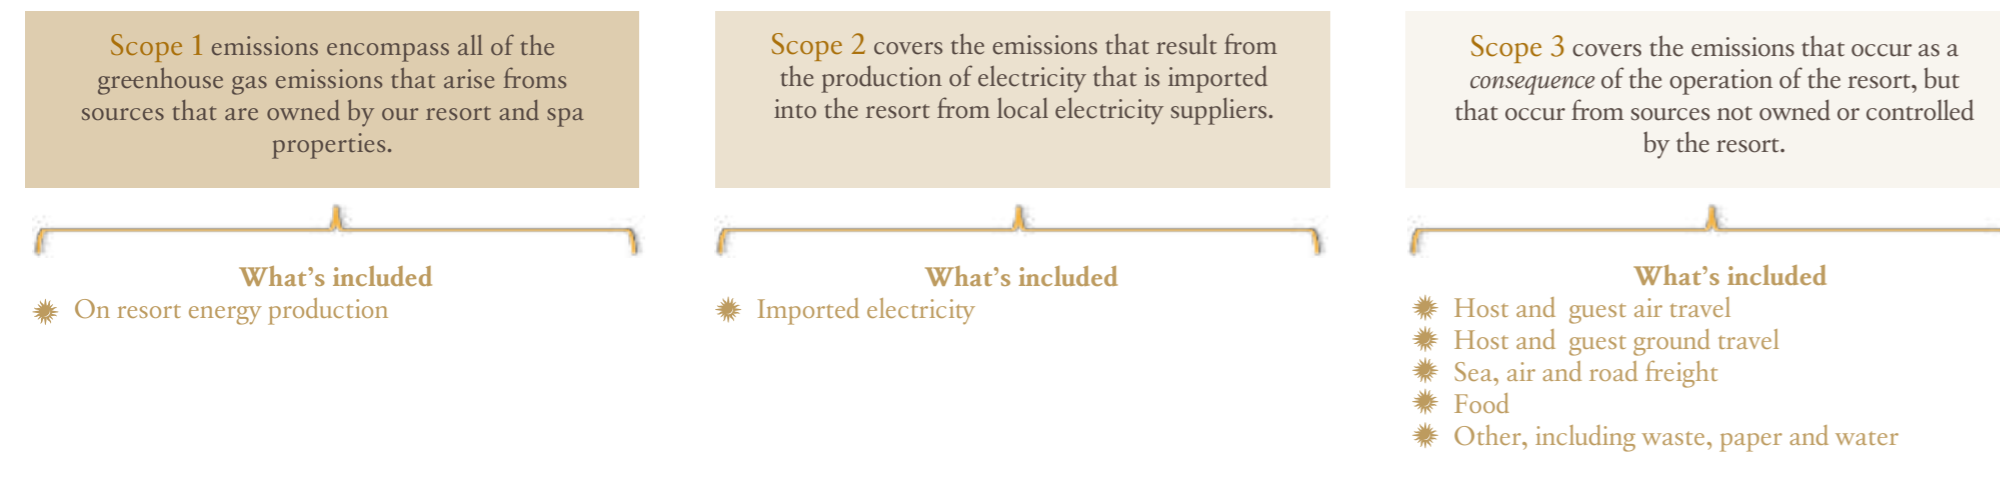 Scope 1 emissions encompass all of the
greenhouse gas emissions that arise froms
sources that are owned by our resort and spa
properties.
What's included
On resort energy production
Scope 2 covers the emissions that result from
the production of electricity that is imported
into the resort from local electricity suppliers.
What's included
Imported electricity
Scope 3 covers the emissions that occur as a
consequence of the operation of the resort, but
that occur from sources not owned or controlled
by the resort.
What's included
Host and guest air travel
Host and guest ground travel
Sea, air and road freight
Food
Other, including waste, paper and water